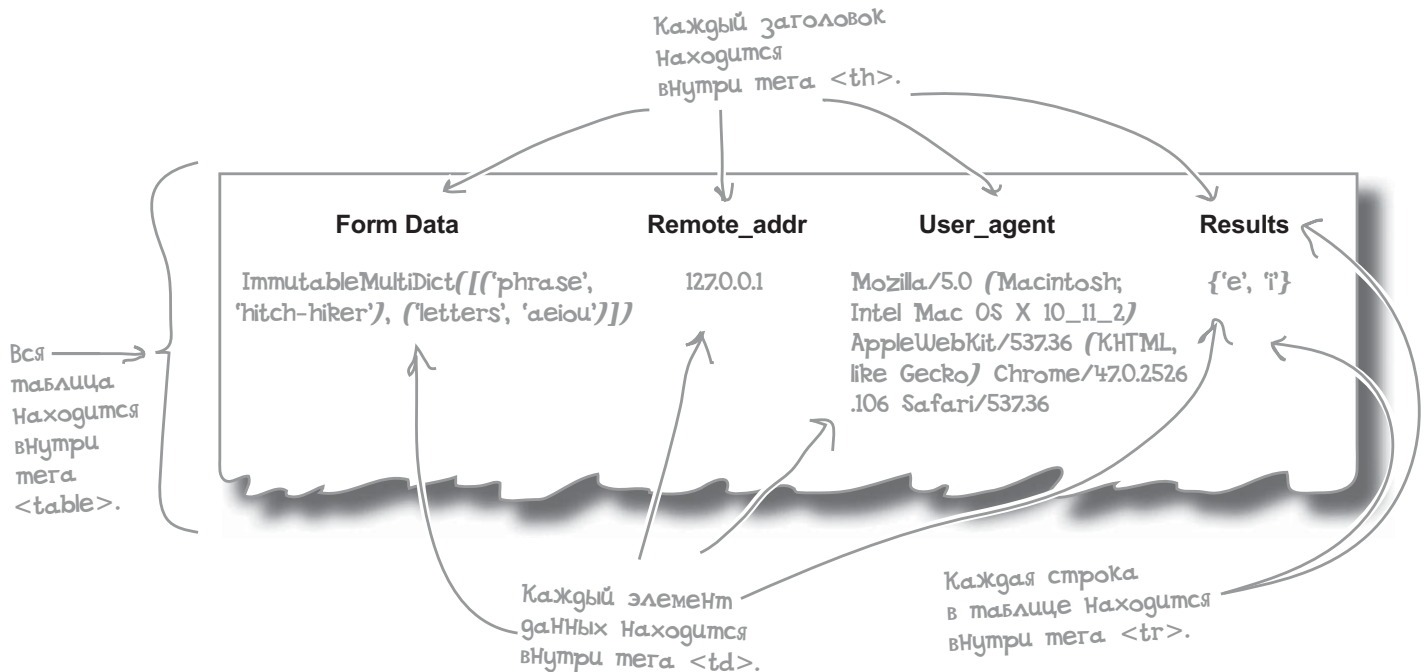 Каждый заголовок
находится
внутри тега <th>.
Form Data
Remote_addr
User_agent
Results
ImmutableMultiDict([('phrase',
'hitch-hiker'), ('letters', 'aeiou')])
127.0.0.1
Mozilla/5.0 (Macintosh;
Intel Mac OS X 10_11_2)
AppleWebKit/537.36 (KHTML,
like Gecko) Chrome/47.0.2526
.106 Safari/537.36
{'e', 'i'}
Вся
таблица
находится
внутри
тега
<table>.
Каждый элемент
данных находится
внутри тега <td>.
Каждая строка
в таблице находится
внутри тега <tr>.